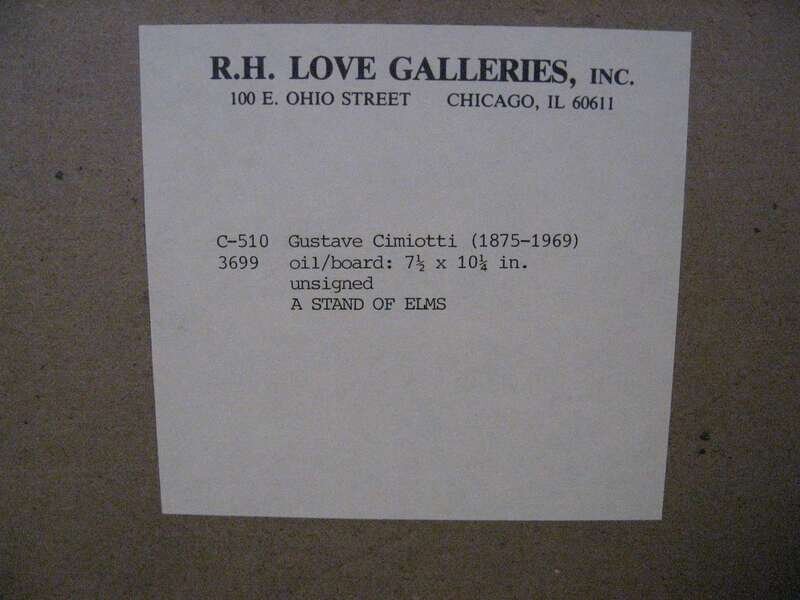 R.H. LOVE GALLERIES, INC.
100 E. OHIO STREET CHICAGO, IL 60611
C-510 Gustave Cimiotti (1875-1969)
3699 oil/board: 7½ x 10¼ in.
unsigned
A STAND OF ELMS